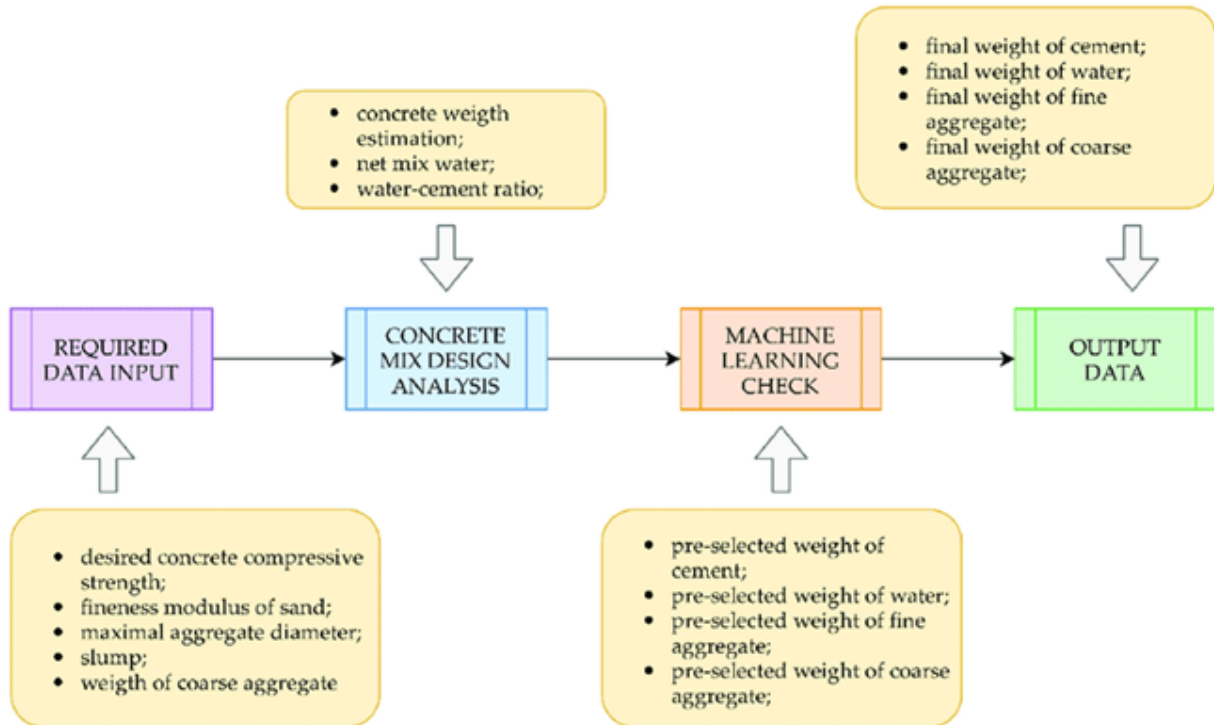 • concrete weigth
estimation;
• net mix water;
• water-cement ratio;
• final weight of cement;
• final weight of water;
• final weight of fine
aggregate;
• final weight of coarse
aggregate;
REQUIRED
DATA INPUT
CONCRETE
MIX DESIGN
ANALYSIS
MACHINE
LEARNING
CHECK
OUTPUT
DATA
• desired concrete compressive
strength;
• fineness modulus of sand;
• maximal aggregate diameter;
• slump;
• weigth of coarse aggregate
• pre-selected weight of
cement;
• pre-selected weight of water;
• pre-selected weight of fine
aggregate;
• pre-selected weight of coarse
aggregate;